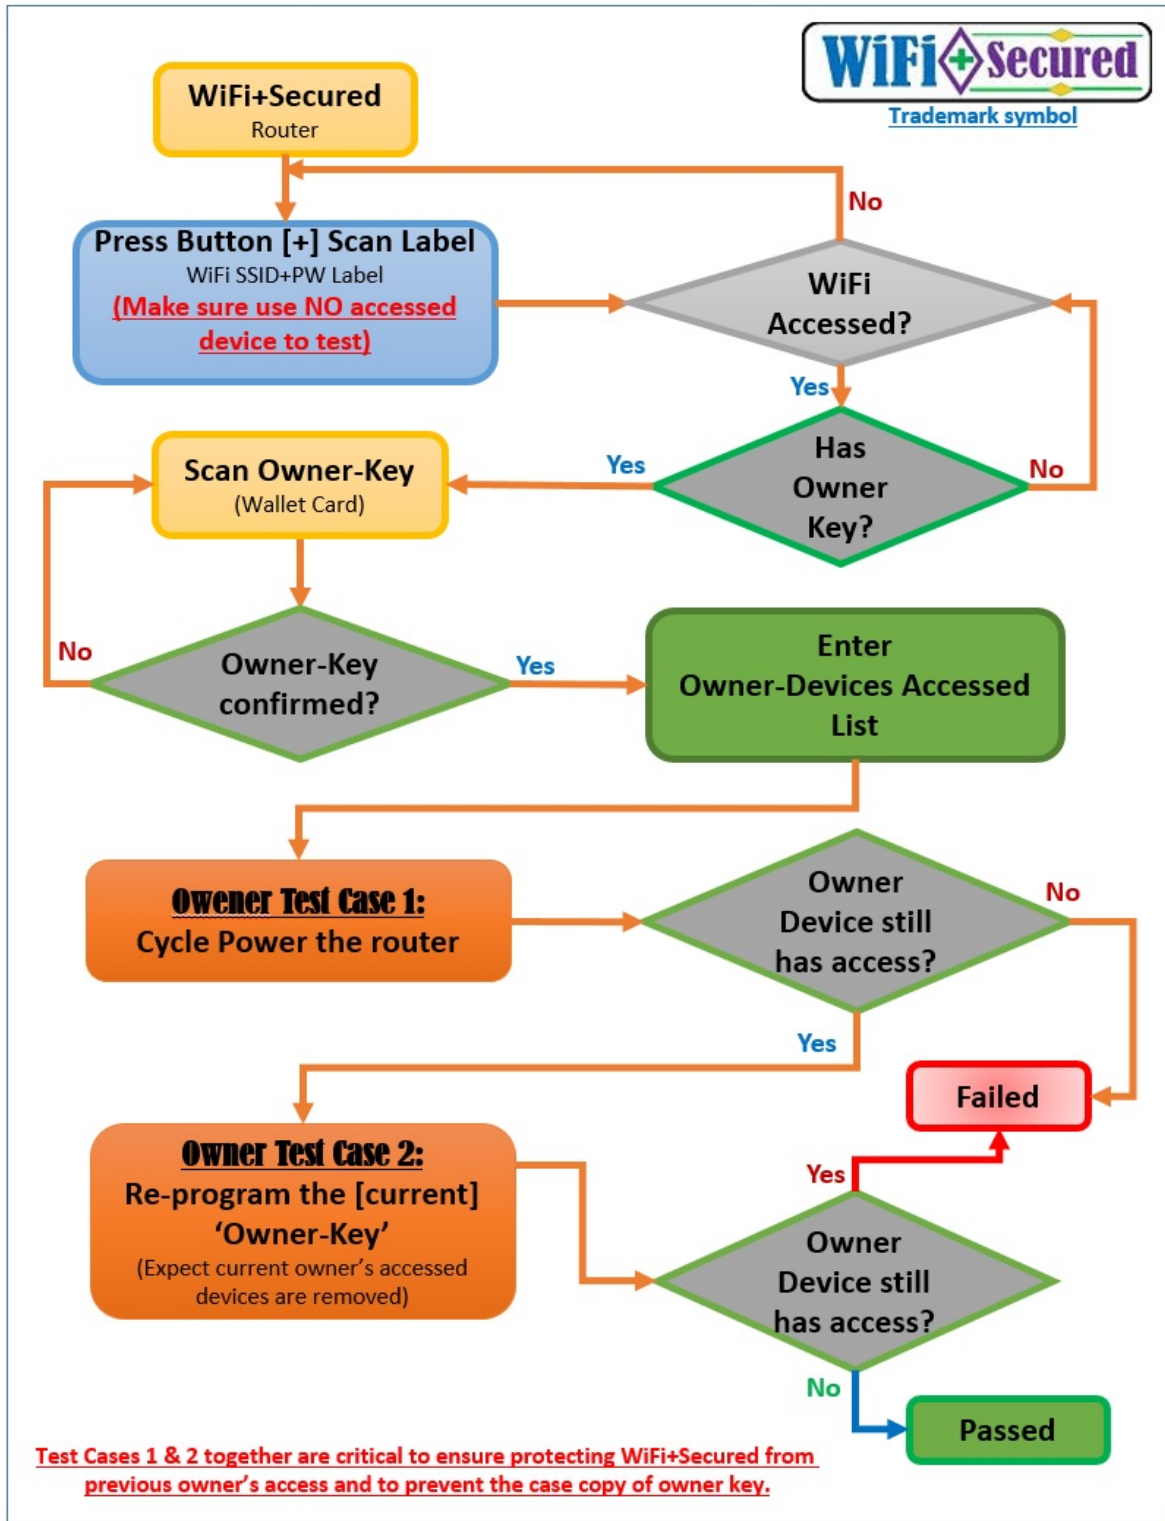 WiFi+Secured
Trademark symbol
WiFi+Secured
Router
No
Press Button [+] Scan Label
WiFi SSID+PW Label
(Make sure use NO accessed
device to test)
WiFi
Accessed?
Yes
Has
Owner
Key?
Yes
No
Scan Owner-Key
(Wallet Card)
No
Owner-Key
confirmed?
Yes
Enter
Owner-Devices Accessed
List
Owener Test Case 1:
Cycle Power the router
Owner
Device still
has access?
No
Yes
Failed
Owner Test Case 2:
Re-program the [current]
‘Owner-Key’
(Expect current owner’s accessed
devices are removed)
Yes
Owner
Device still
has access?
No
Passed
Test Cases 1 & 2 together are critical to ensure protecting WiFi+Secured from
previous owner’s access and to prevent the case copy of owner key.